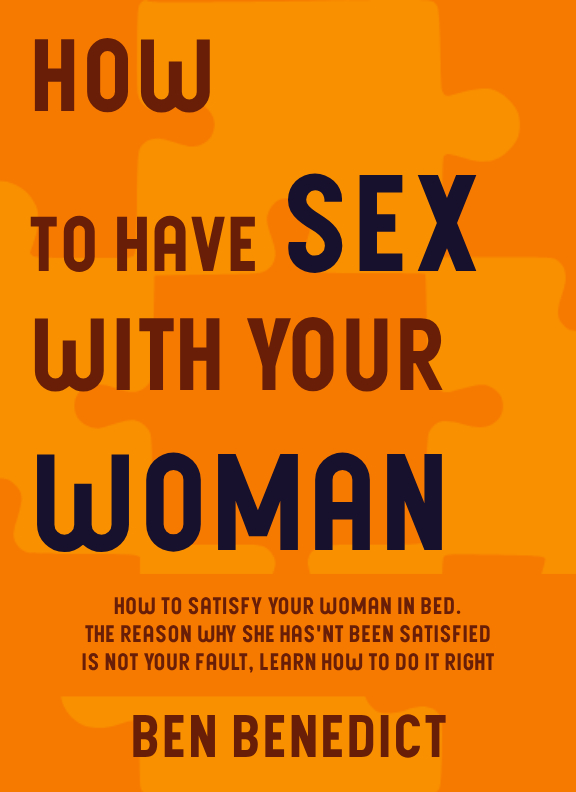 HOW
TO HAVE SEX
WITH YOUR
WOMAN
HOW TO SATISFY YOUR WOMAN IN BED.
THE REASON WHY SHE HAS'NT BEEN SATISFIED
IS NOT YOUR FAULT, LEARN HOW TO DO IT RIGHT
BEN BENEDICT